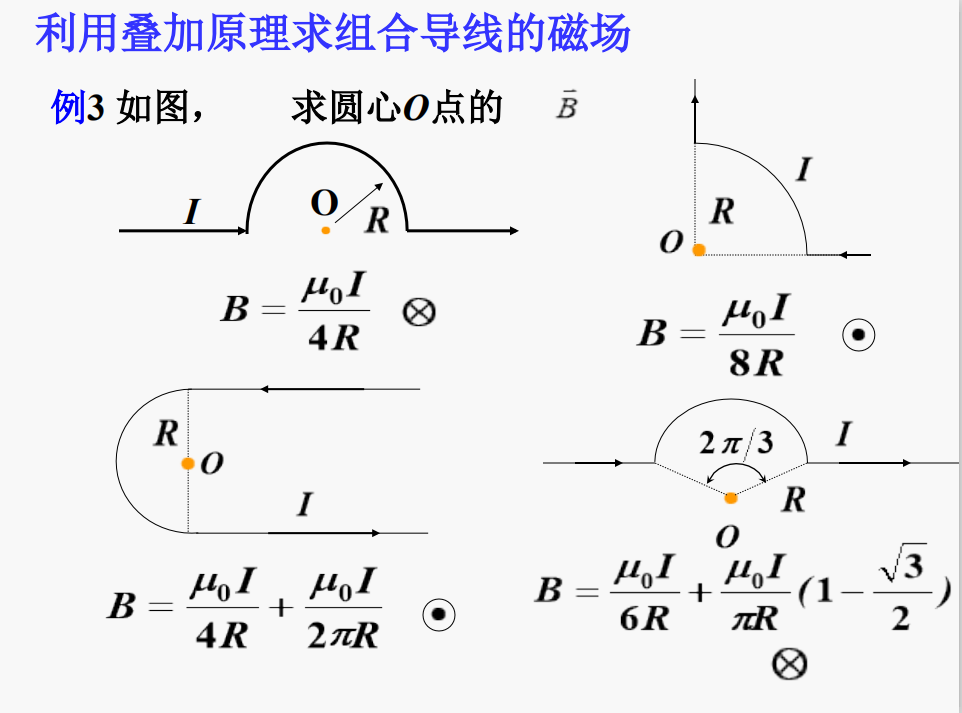 利用叠加原理求组合导线的磁场
例3 如图， 求圆心O点的 B⃗
I O R
B = μ₀I/4R ⊗
I R O
B = μ₀I/8R ⊙
R O I
B = μ₀I/4R + μ₀I/2πR ⊙
2π/3 I R O
B = μ₀I/6R + μ₀I/πR (1 − √3/2) ⊗